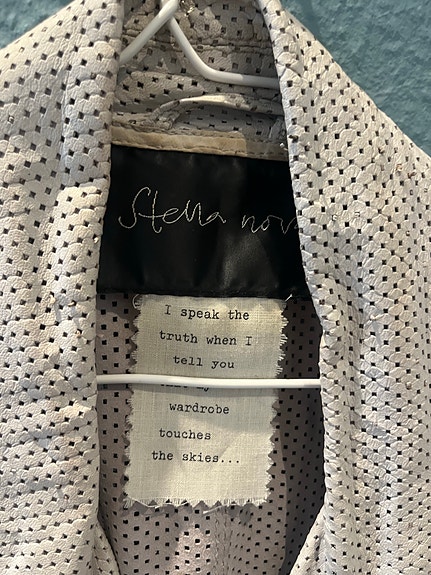 Stella nov
I speak the
truth when I
tell you
wardrobe
touches
the skies...